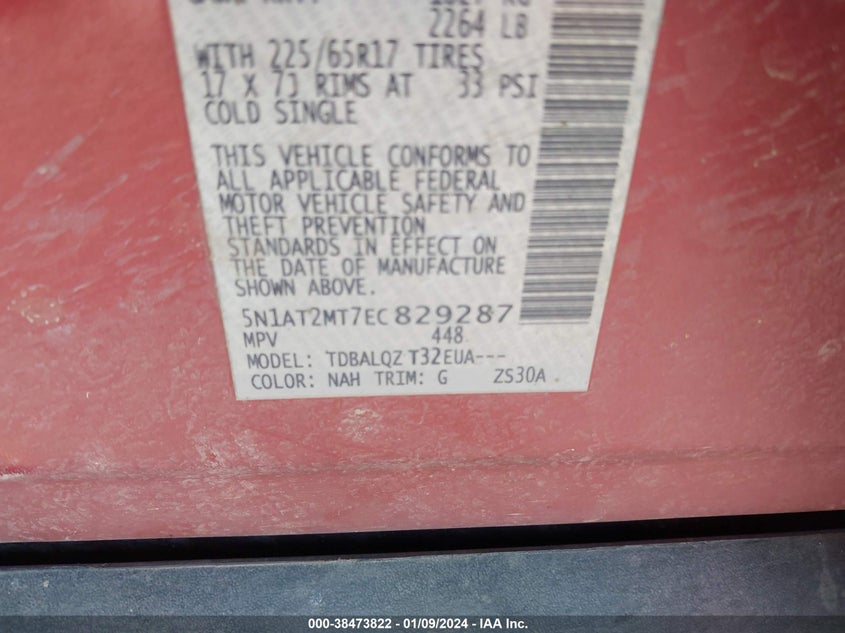 2264 LB
WITH 225/65R17 TIRES
17 X 7J RIMS AT 33 PSI
COLD SINGLE
THIS VEHICLE CONFORMS TO
ALL APPLICABLE FEDERAL
MOTOR VEHICLE SAFETY AND
THEFT PREVENTION
STANDARDS IN EFFECT ON
THE DATE OF MANUFACTURE
SHOWN ABOVE.
5N1AT2MT7EC829287
MPV 448
MODEL: TDBALQZ T32EUA---
COLOR: NAH TRIM: G ZS30A
000-38473822 - 01/09/2024 - IAA Inc.